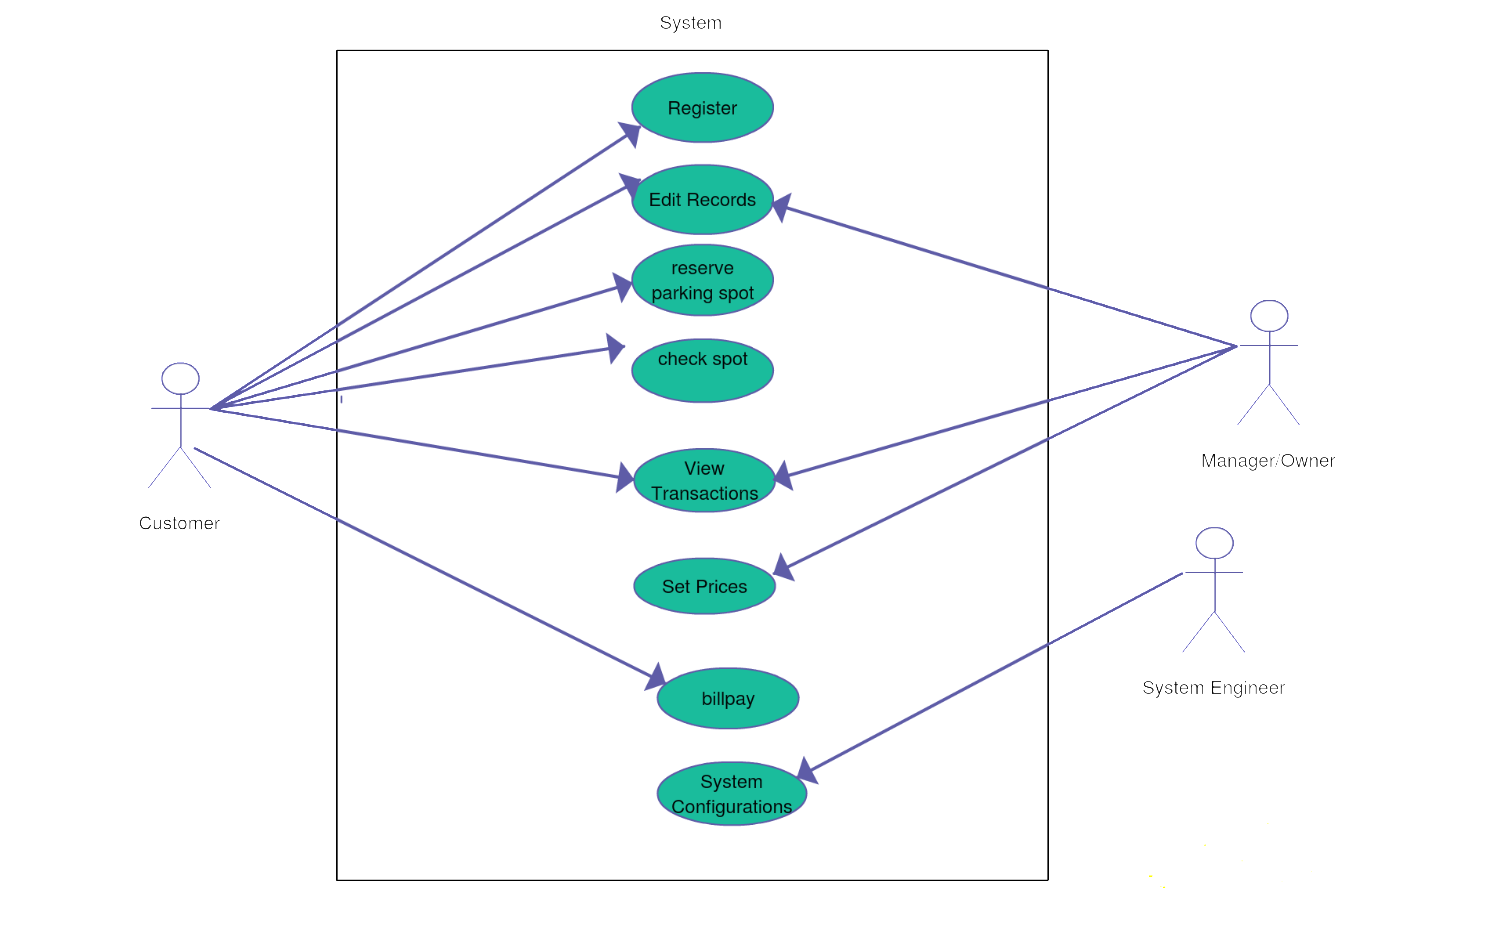 System
Register
Edit Records
reserve
parking spot
check spot
View
Transactions
Set Prices
billpay
System
Configurations
Customer
Manager/Owner
System Engineer